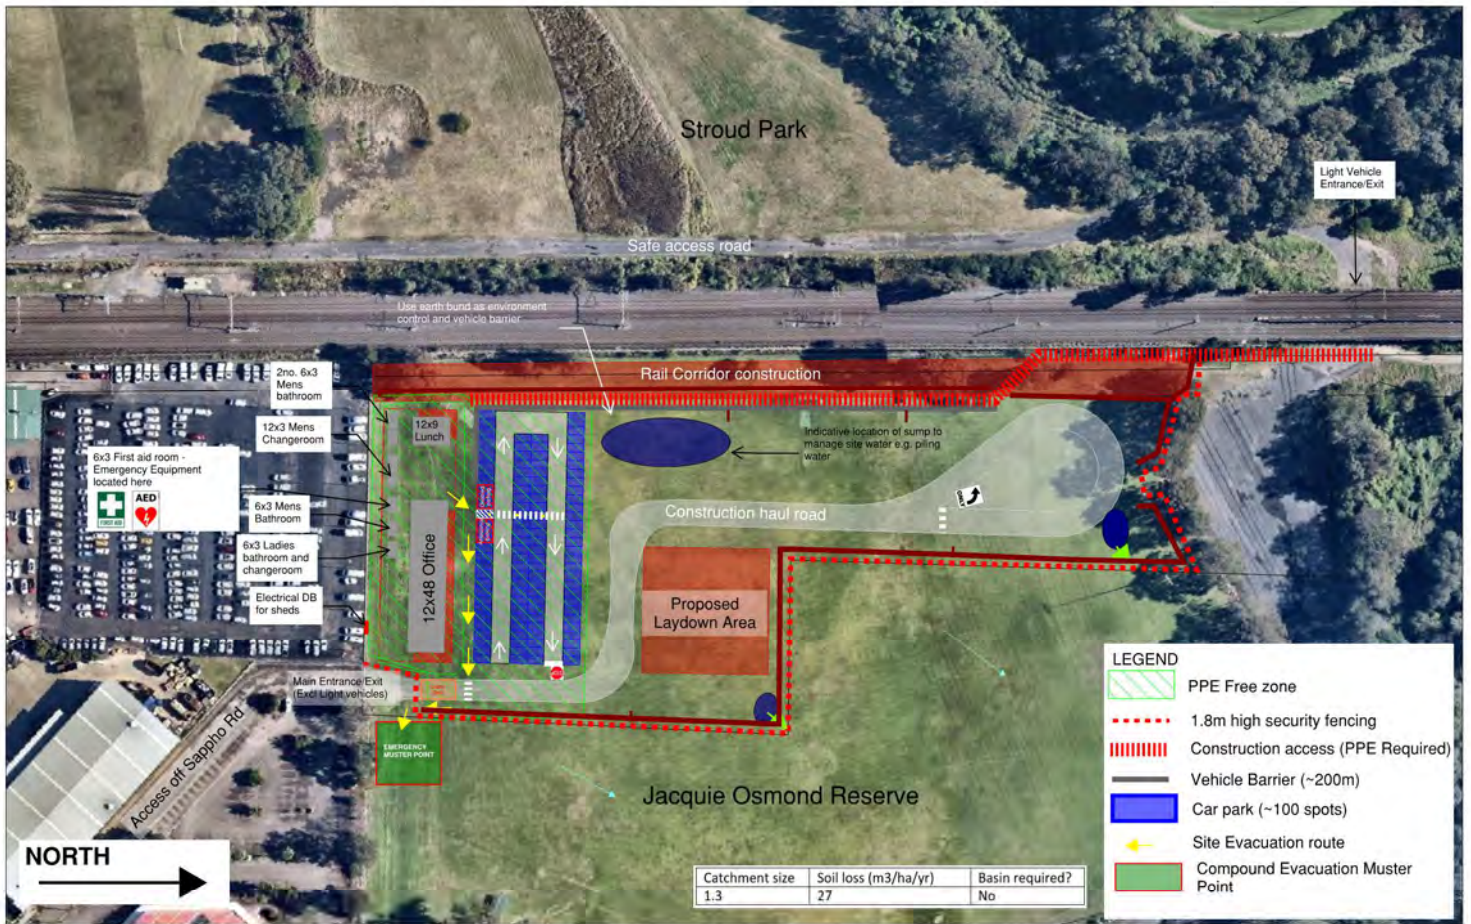 Stroud Park
Light Vehicle
Entrance/Exit
Safe access road
Use earth bund as environment
control and vehicle barrier
2no. 6x3
Mens
bathroom
Rail Corridor construction
12x3 Mens
Changeroom
12x9
Lunch
Indicative location of sump to
manage site water e.g. piling
water
6x3 First aid room -
Emergency Equipment
located here
FIRST AID
AED
6x3 Mens
Bathroom
ONLY
Construction haul road
6x3 Ladies
bathroom and
changeroom
12x48 Office
Electrical DB
for sheds
Proposed
Laydown Area
Main Entrance/Exit
(Excl Light vehicles)
Access off Sappho Rd
EMERGENCY
MUSTER POINT
Jacquie Osmond Reserve
LEGEND
PPE Free zone
1.8m high security fencing
Construction access (PPE Required)
Vehicle Barrier (~200m)
Car park (~100 spots)
Site Evacuation route
Compound Evacuation Muster
Point
NORTH
Catchment size Soil loss (m3/ha/yr) Basin required?
1.3 27 No